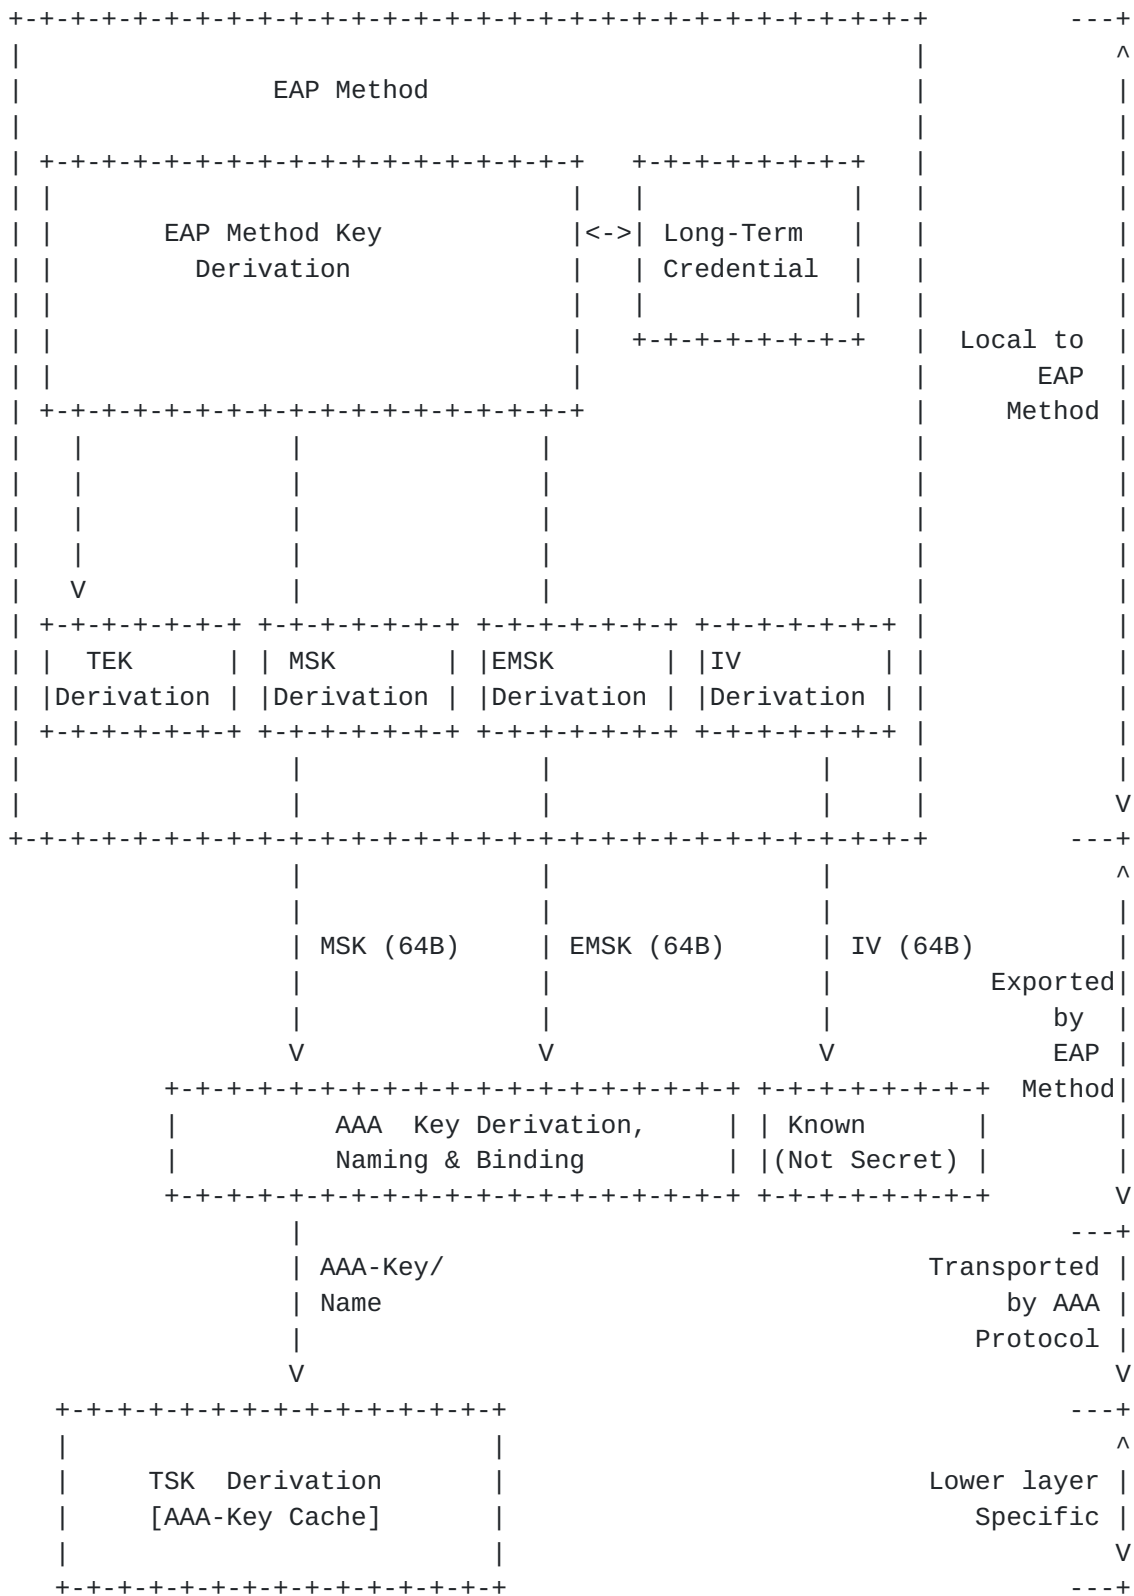 EAP Method
EAP Method Key
Derivation
<->
Long-Term
Credential
Local to
EAP
Method
V
TEK
Derivation
MSK
Derivation
EMSK
Derivation
IV
Derivation
V
MSK (64B)
EMSK (64B)
IV (64B)
Exported
by
EAP
Method
V V V
AAA Key Derivation,
Naming & Binding
Known
(Not Secret)
V
AAA-Key/
Name
Transported
by AAA
Protocol
V V
TSK Derivation
[AAA-Key Cache]
Lower layer
Specific
V